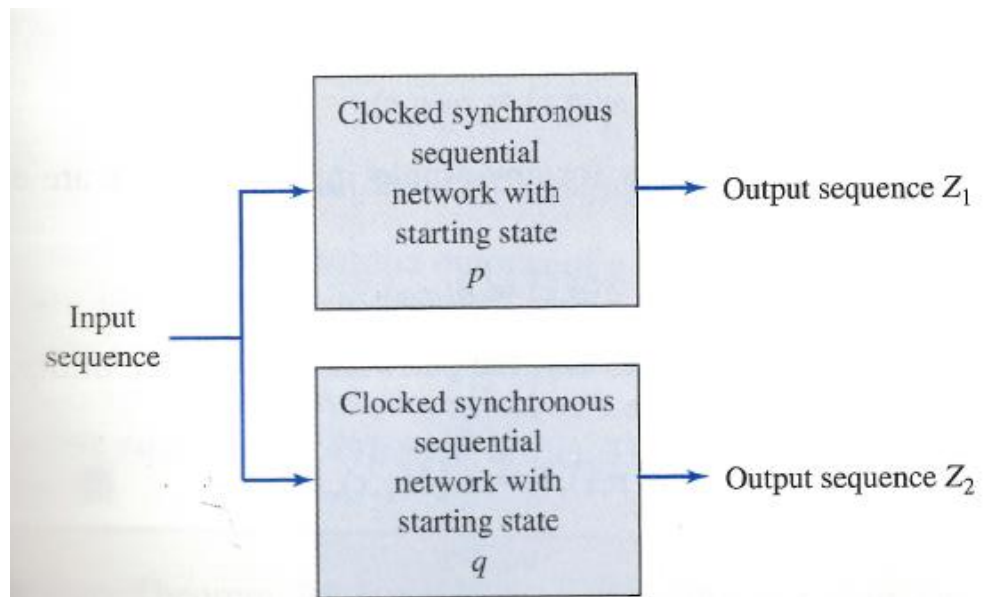 Clocked synchronous
sequential
network with
starting state
p
Output sequence Z1
Input
sequence
Clocked synchronous
sequential
network with
starting state
q
Output sequence Z2